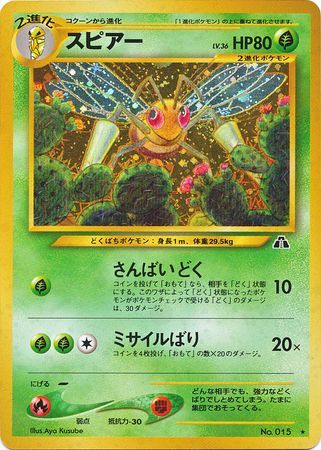 2進化
コクーンから進化
「1進化ポケモン」の上に重ねて進化させます。
スピアー
LV.36 HP80
2進化ポケモン
どくばちポケモン:身長1m、体重29.5kg
さんばいどく
10
コインを投げて「おもて」なら、相手を「どく」状態に
する。このワザによって「どく」状態になったポケモ
ンがポケモンチェックで受ける「どく」のダメージ
は、30ダメージ。
ミサイルばり
20×
コインを4枚投げ、「おもて」の数×20のダメージ。
にげる
弱点
抵抗力-30
どんな相手でも、強力などく
ばりでしとめてしまう。たま
に集団でおそってくる。
Illus.Aya Kusube
No.015 ★